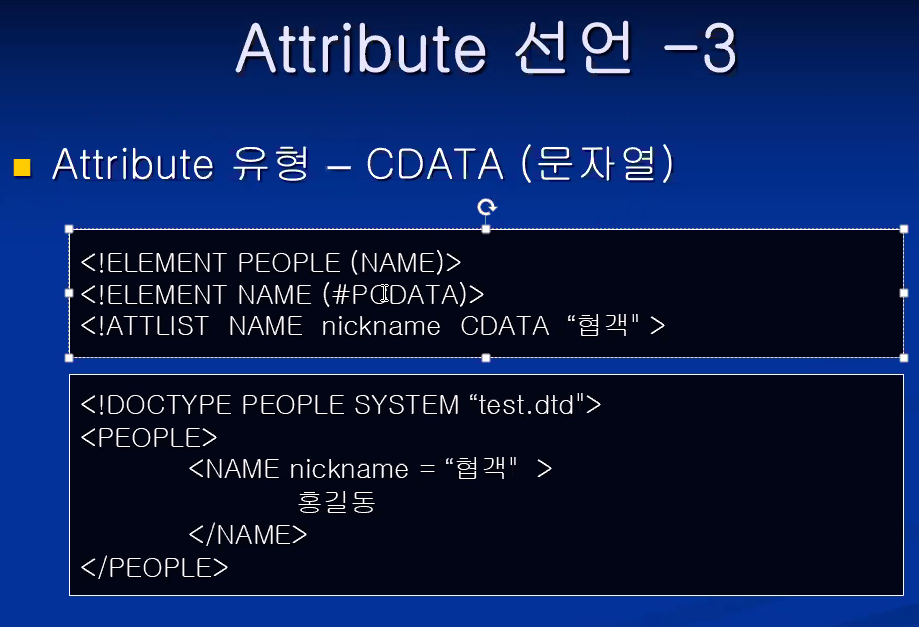 Attribute 선언 -3
Attribute 유형 – CDATA (문자열)
<!ELEMENT PEOPLE (NAME)>
<!ELEMENT NAME (#PCDATA)>
<!ATTLIST NAME nickname CDATA “협객" >
<!DOCTYPE PEOPLE SYSTEM “test.dtd">
<PEOPLE>
<NAME nickname = “협객" >
홍길동
</NAME>
</PEOPLE>